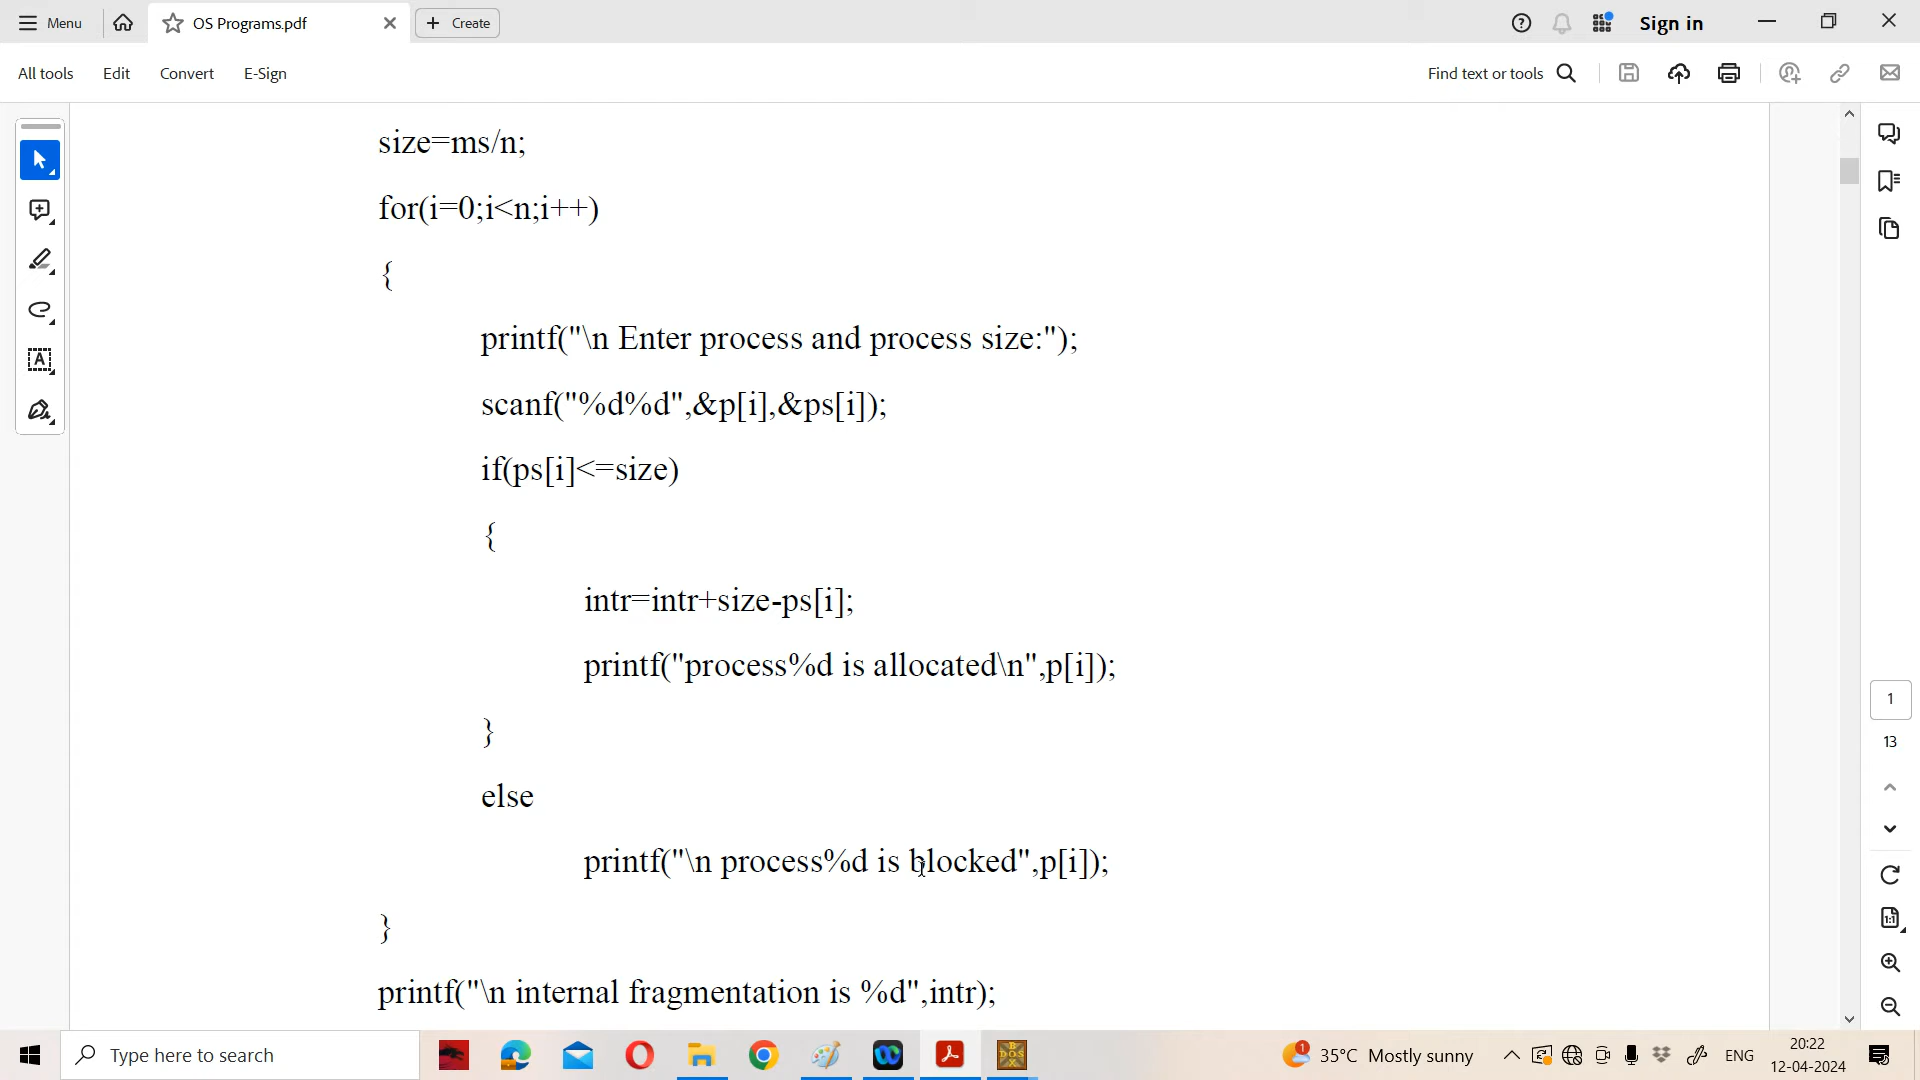 Menu
OS Programs.pdf
Create
Sign in
All tools
Edit
Convert
E-Sign
Find text or tools
size=ms/n;
for(i=0;i<n;i++)
{
printf("\n Enter process and process size:");
scanf("%d%d",&p[i],&ps[i]);
if(ps[i]<=size)
{
intr=intr+size-ps[i];
printf("process%d is allocated\n",p[i]);
}
else
printf("\n process%d is blocked",p[i]);
}
printf("\n internal fragmentation is %d",intr);
1
13
Type here to search
35°C Mostly sunny
ENG
20:22
12-04-2024